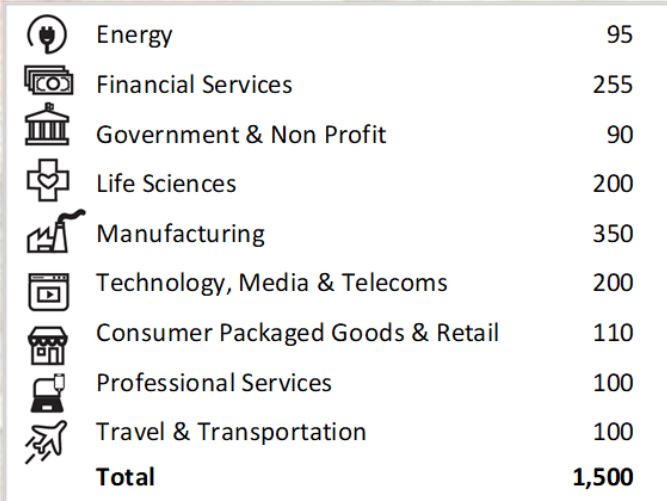 Energy 95
Financial Services 255
Government & Non Profit 90
Life Sciences 200
Manufacturing 350
Technology, Media & Telecoms 200
Consumer Packaged Goods & Retail 110
Professional Services 100
Travel & Transportation 100
Total 1,500